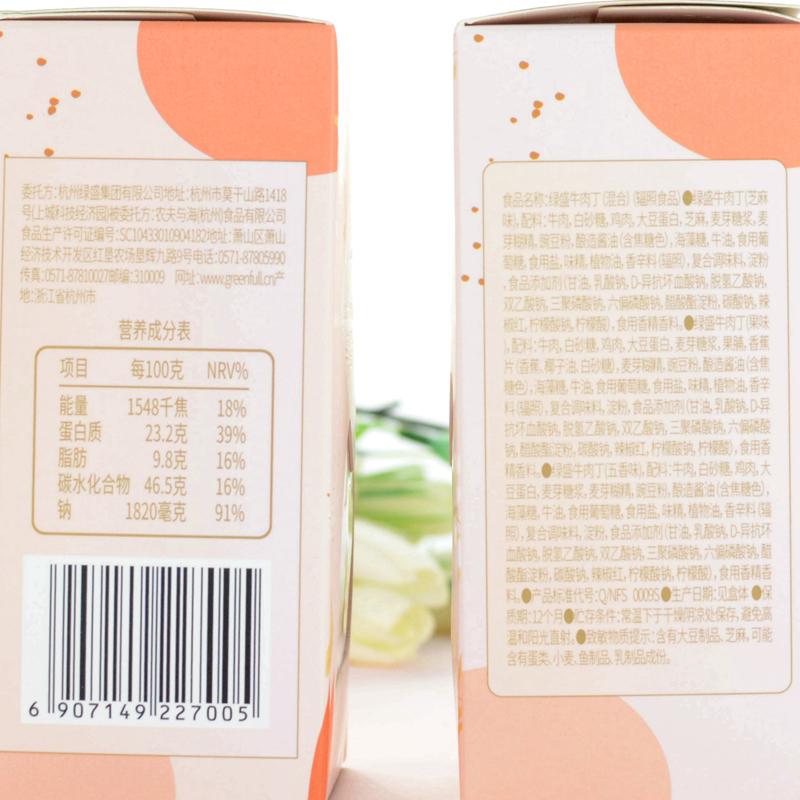 委托方:杭州绿盛集团有限公司地址:杭州市莫干山路1418
号(上城科技经济园)被委托方:农夫与海(杭州)食品有限公司
食品生产许可证编号:SC10433010904182地址:萧山区萧山
经济技术开发区红垦农场垦辉九路9号电话:0571-87805990
传真:0571-87810027邮编:310009 网址:www.greenfull.cn产
地:浙江省杭州市
营养成分表
项目 每100克 NRV%
能量 1548千焦 18%
蛋白质 23.2克 39%
脂肪 9.8克 16%
碳水化合物 46.5克 16%
钠 1820毫克 91%
6 907149 227005
食品名称:绿盛牛肉丁(混合)(辐照食品)●绿盛牛肉丁(芝麻
味),配料:牛肉,白砂糖,鸡肉,大豆蛋白,芝麻,麦芽糖浆,麦
芽糊精,豌豆粉,酿造酱油(含焦糖色),海藻糖,牛油,食用葡
萄糖,食用盐,味精,植物油,香辛料(辐照),复合调味料,淀粉
,食品添加剂(甘油,乳酸钠,D-异抗坏血酸钠,脱氢乙酸钠,
双乙酸钠,三聚磷酸钠,六偏磷酸钠,醋酸酯淀粉,碳酸钠,辣
椒红,柠檬酸钠,柠檬酸),食用香精香料。●绿盛牛肉丁(果味
),配料:牛肉,白砂糖,鸡肉,大豆蛋白,麦芽糖浆,果脯,香蕉
片(香蕉,椰子油,白砂糖),麦芽糊精,豌豆粉,酿造酱油(含焦
糖色),海藻糖,牛油,食用葡萄糖,食用盐,味精,植物油,香辛
料(辐照),复合调味料,淀粉,食品添加剂(甘油,乳酸钠,D-异
抗坏血酸钠,脱氢乙酸钠,双乙酸钠,三聚磷酸钠,六偏磷酸
钠,醋酸酯淀粉,碳酸钠,辣椒红,柠檬酸钠,柠檬酸),食用香
精香料。●绿盛牛肉丁(五香味),配料:牛肉,白砂糖,鸡肉,大
豆蛋白,麦芽糖浆,麦芽糊精,豌豆粉,酿造酱油(含焦糖色),
海藻糖,牛油,食用葡萄糖,食用盐,味精,植物油,香辛料(辐
照),复合调味料,淀粉,食品添加剂(甘油,乳酸钠,D-异抗坏
血酸钠,脱氢乙酸钠,双乙酸钠,三聚磷酸钠,六偏磷酸钠,醋
酸酯淀粉,碳酸钠,辣椒红,柠檬酸钠,柠檬酸),食用香精香
料。●产品标准代号:Q/NFS 0009S●生产日期:见盒体●保
质期:12个月●贮存条件:常温下于干燥阴凉处保存,避免高
温和阳光直射。●致敏物质提示:含有大豆制品、芝麻,可能
含有蛋类、小麦、鱼制品、乳制品成份。